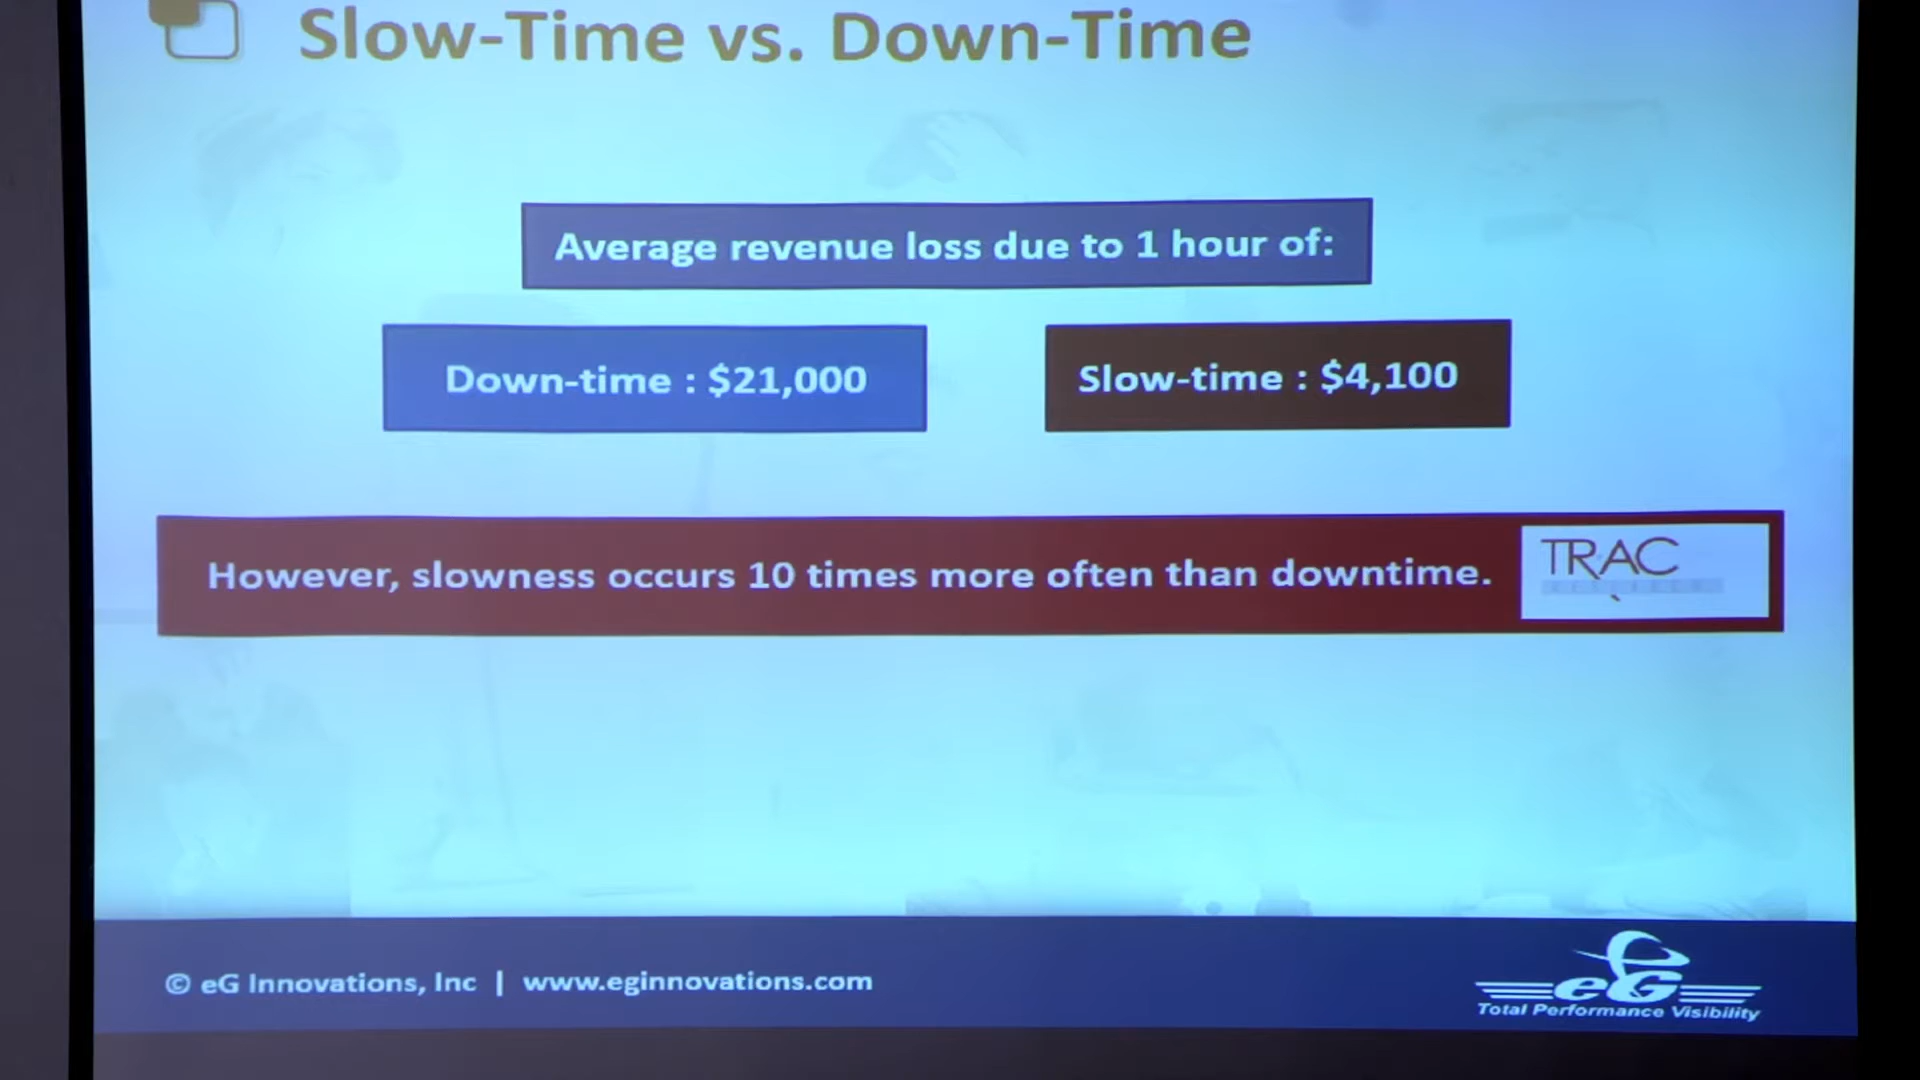 Slow-Time vs. Down-Time
Average revenue loss due to 1 hour of:
Down-time : $21,000
Slow-time : $4,100
However, slowness occurs 10 times more often than downtime.
TRAC
© eG Innovations, Inc | www.eginnovations.com
eG
Total Performance Visibility